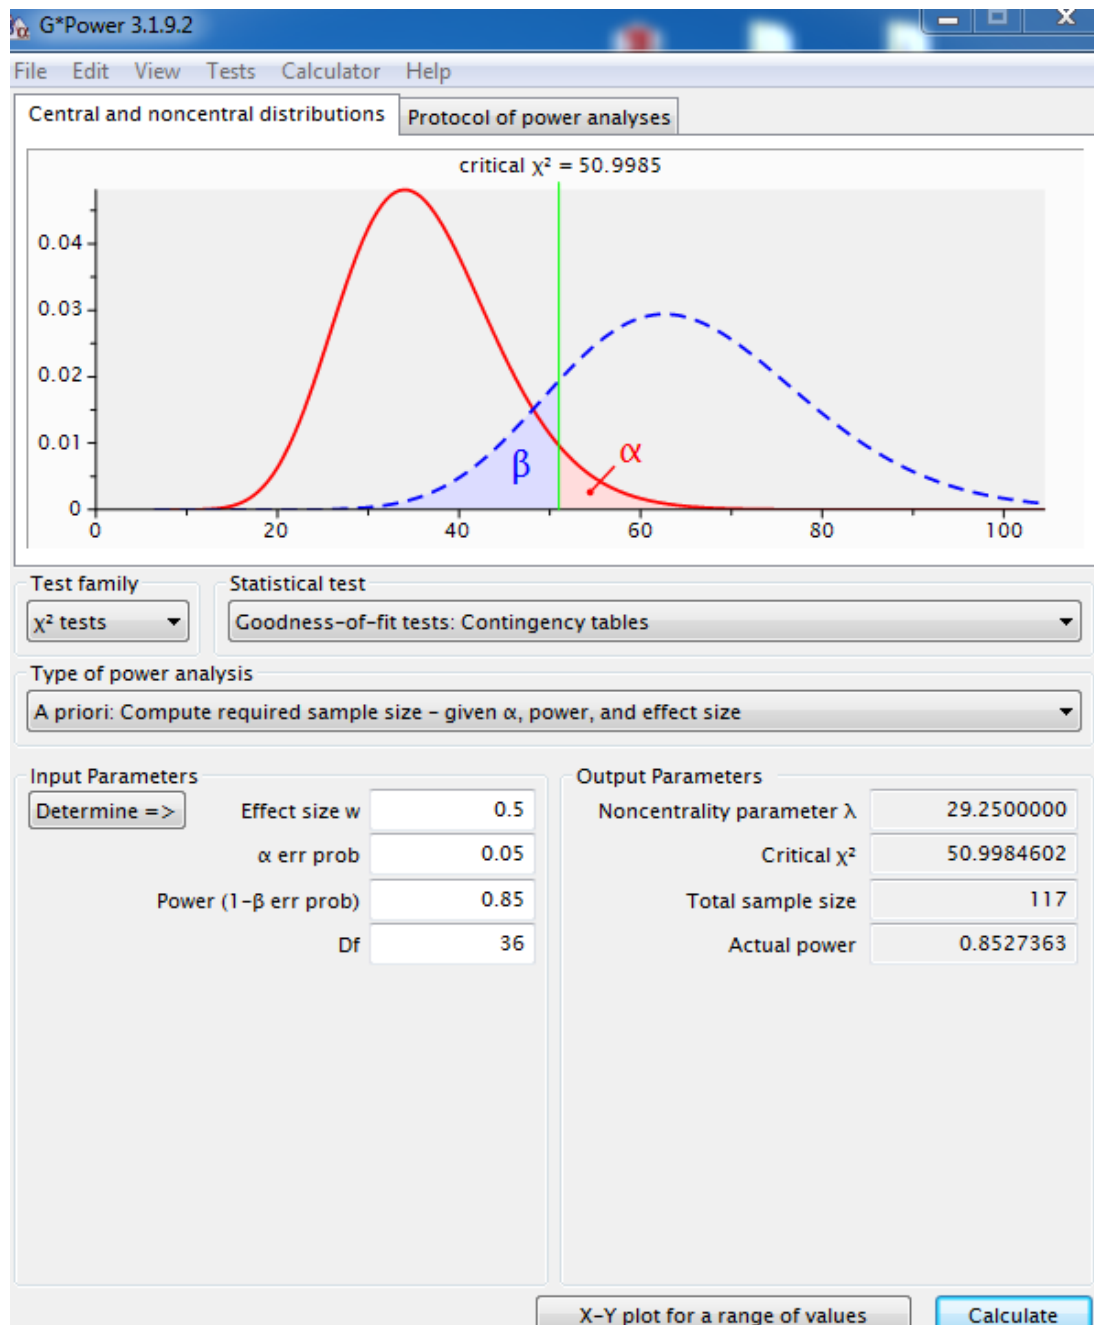 G*Power 3.1.9.2
File Edit View Tests Calculator Help
Central and noncentral distributions Protocol of power analyses
critical χ² = 50.9985
0.04
0.03
0.02
0.01
0
β
α
0 20 40 60 80 100
Test family Statistical test
χ² tests Goodness-of-fit tests: Contingency tables
Type of power analysis
A priori: Compute required sample size – given α, power, and effect size
Input Parameters Output Parameters
Determine => Effect size w 0.5 Noncentrality parameter λ 29.2500000
α err prob 0.05 Critical χ² 50.9984602
Power (1-β err prob) 0.85 Total sample size 117
Df 36 Actual power 0.8527363
X-Y plot for a range of values Calculate